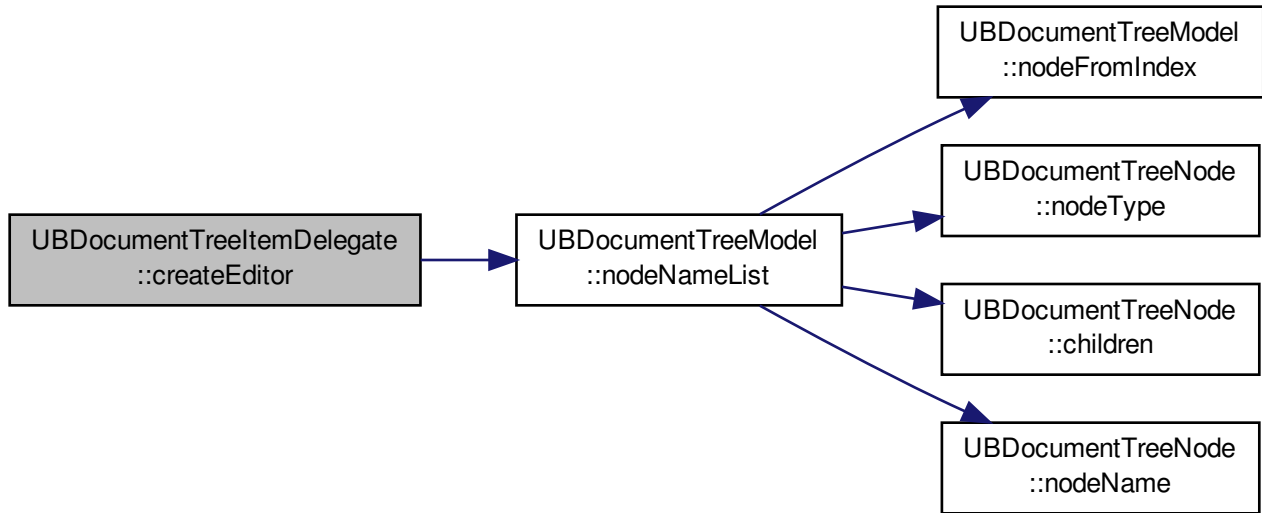 UBDocumentTreeItemDelegate
::createEditor
UBDocumentTreeModel
::nodeNameList
UBDocumentTreeModel
::nodeFromIndex
UBDocumentTreeNode
::nodeType
UBDocumentTreeNode
::children
UBDocumentTreeNode
::nodeName